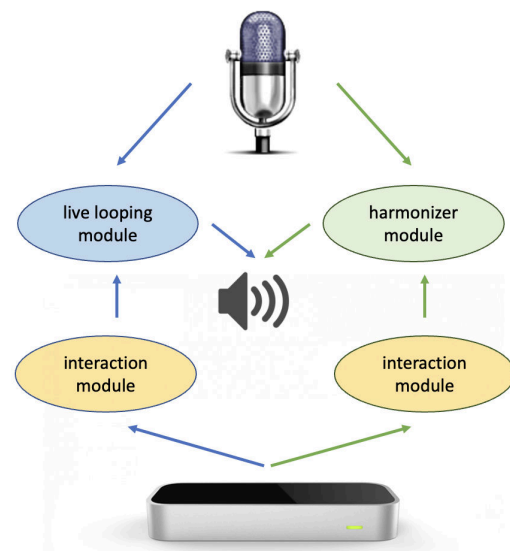 live looping
module
harmonizer
module
interaction
module
interaction
module